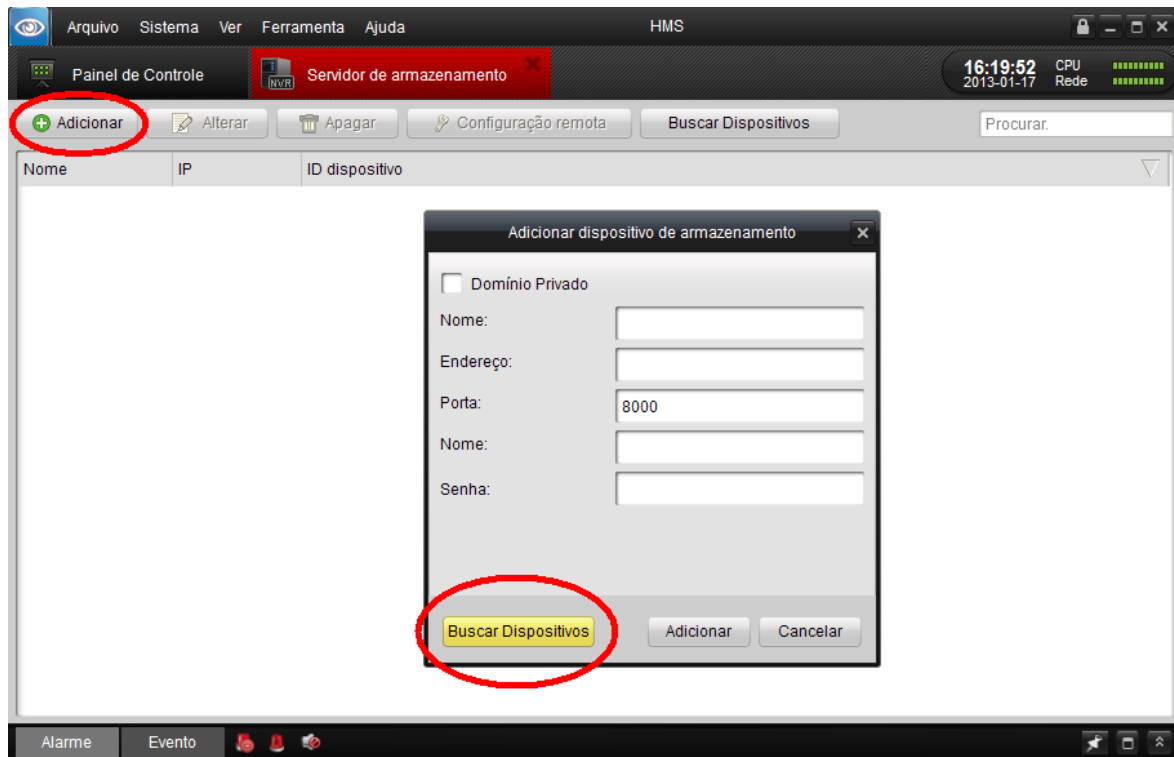 Arquivo Sistema Ver Ferramenta Ajuda HMS
Painel de Controle NVR Servidor de armazenamento 16:19:52 CPU
2013-01-17 Rede
Adicionar Alterar Apagar Configuração remota Buscar Dispositivos Procurar.
Nome IP ID dispositivo
Adicionar dispositivo de armazenamento
Domínio Privado
Nome:
Endereço:
Porta: 8000
Nome:
Senha:
Buscar Dispositivos Adicionar Cancelar
Alarme Evento